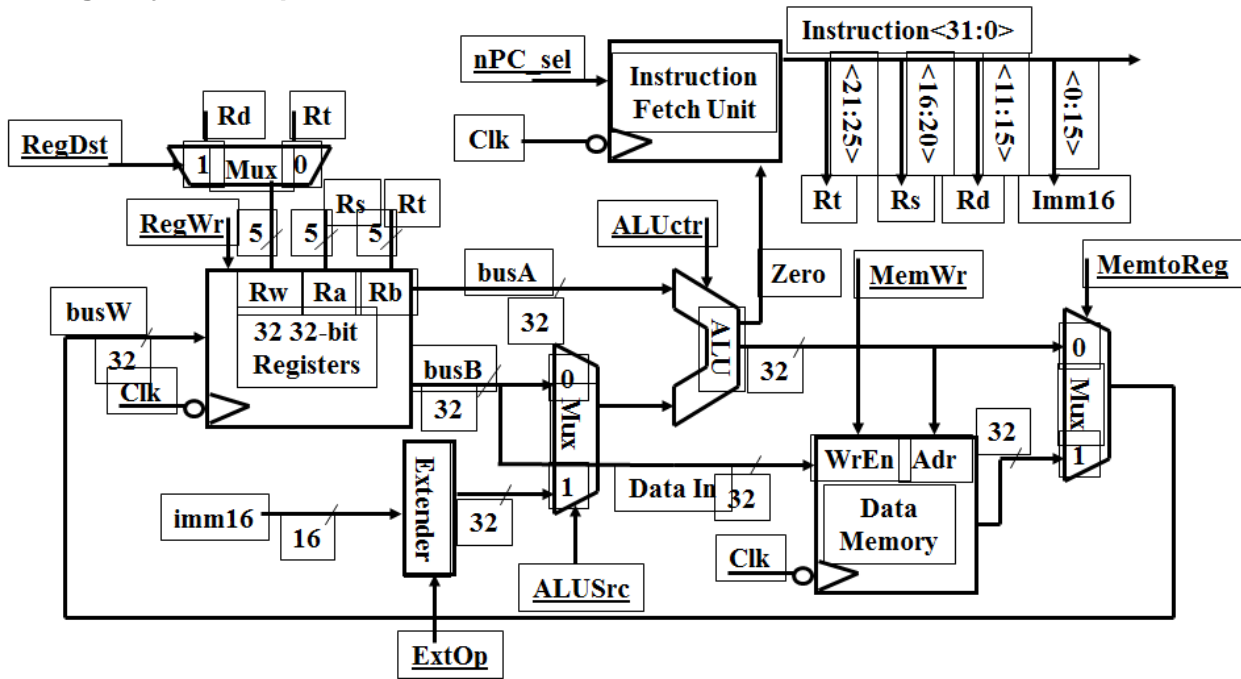 Instruction<31:0>
nPC_sel
Instruction
Fetch Unit
<21:25>
<16:20>
<11:15>
<0:15>
Clk
Rd
Rt
RegDst
1
Mux
0
Rt
Rs
Rd
Imm16
RegWr
5
5
Rs
5
Rt
ALUctr
Zero
MemWr
MemtoReg
busA
32
busW
32
Rw
Ra
Rb
32 32-bit
Registers
Clk
busB
32
0
Mux
1
ALU
32
0
Mux
1
WrEn
Adr
32
Data In
32
Data
Memory
Clk
imm16
16
Extender
32
ALUSrc
ExtOp